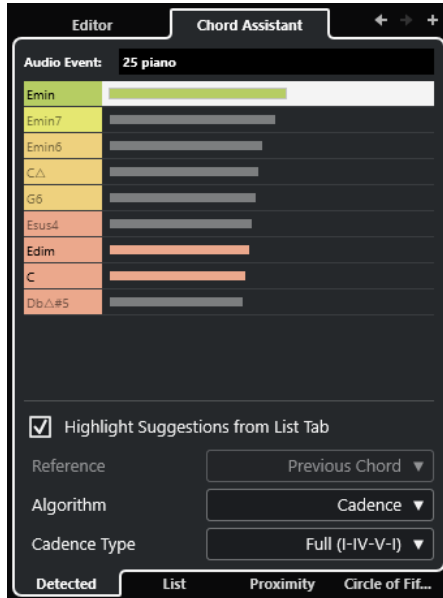 Editor Chord Assistant
Audio Event: 25 piano
Emin
Emin7
Emin6
C△
G6
Esus4
Edim
C
Db△#5
Highlight Suggestions from List Tab
Reference Previous Chord
Algorithm Cadence
Cadence Type Full (I-IV-V-I)
Detected List Proximity Circle of Fif...